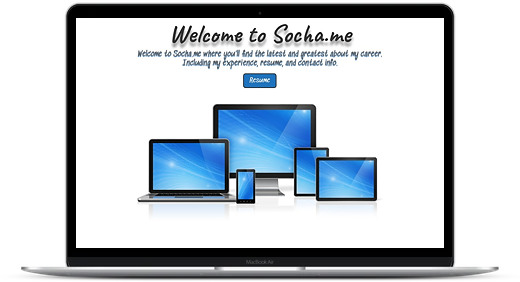 Welcome to Socha.me
Welcome to Socha.me where you'll find the latest and greatest about my career.
Including my experience, resume, and contact info.
Resume
MacBook Air